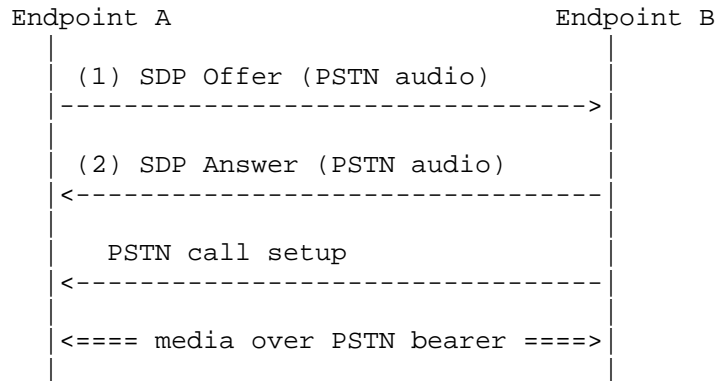 Endpoint A                         Endpoint B
(1) SDP Offer (PSTN audio)
--------------------------------->
(2) SDP Answer (PSTN audio)
<---------------------------------
PSTN call setup
<---------------------------------
<==== media over PSTN bearer ====>